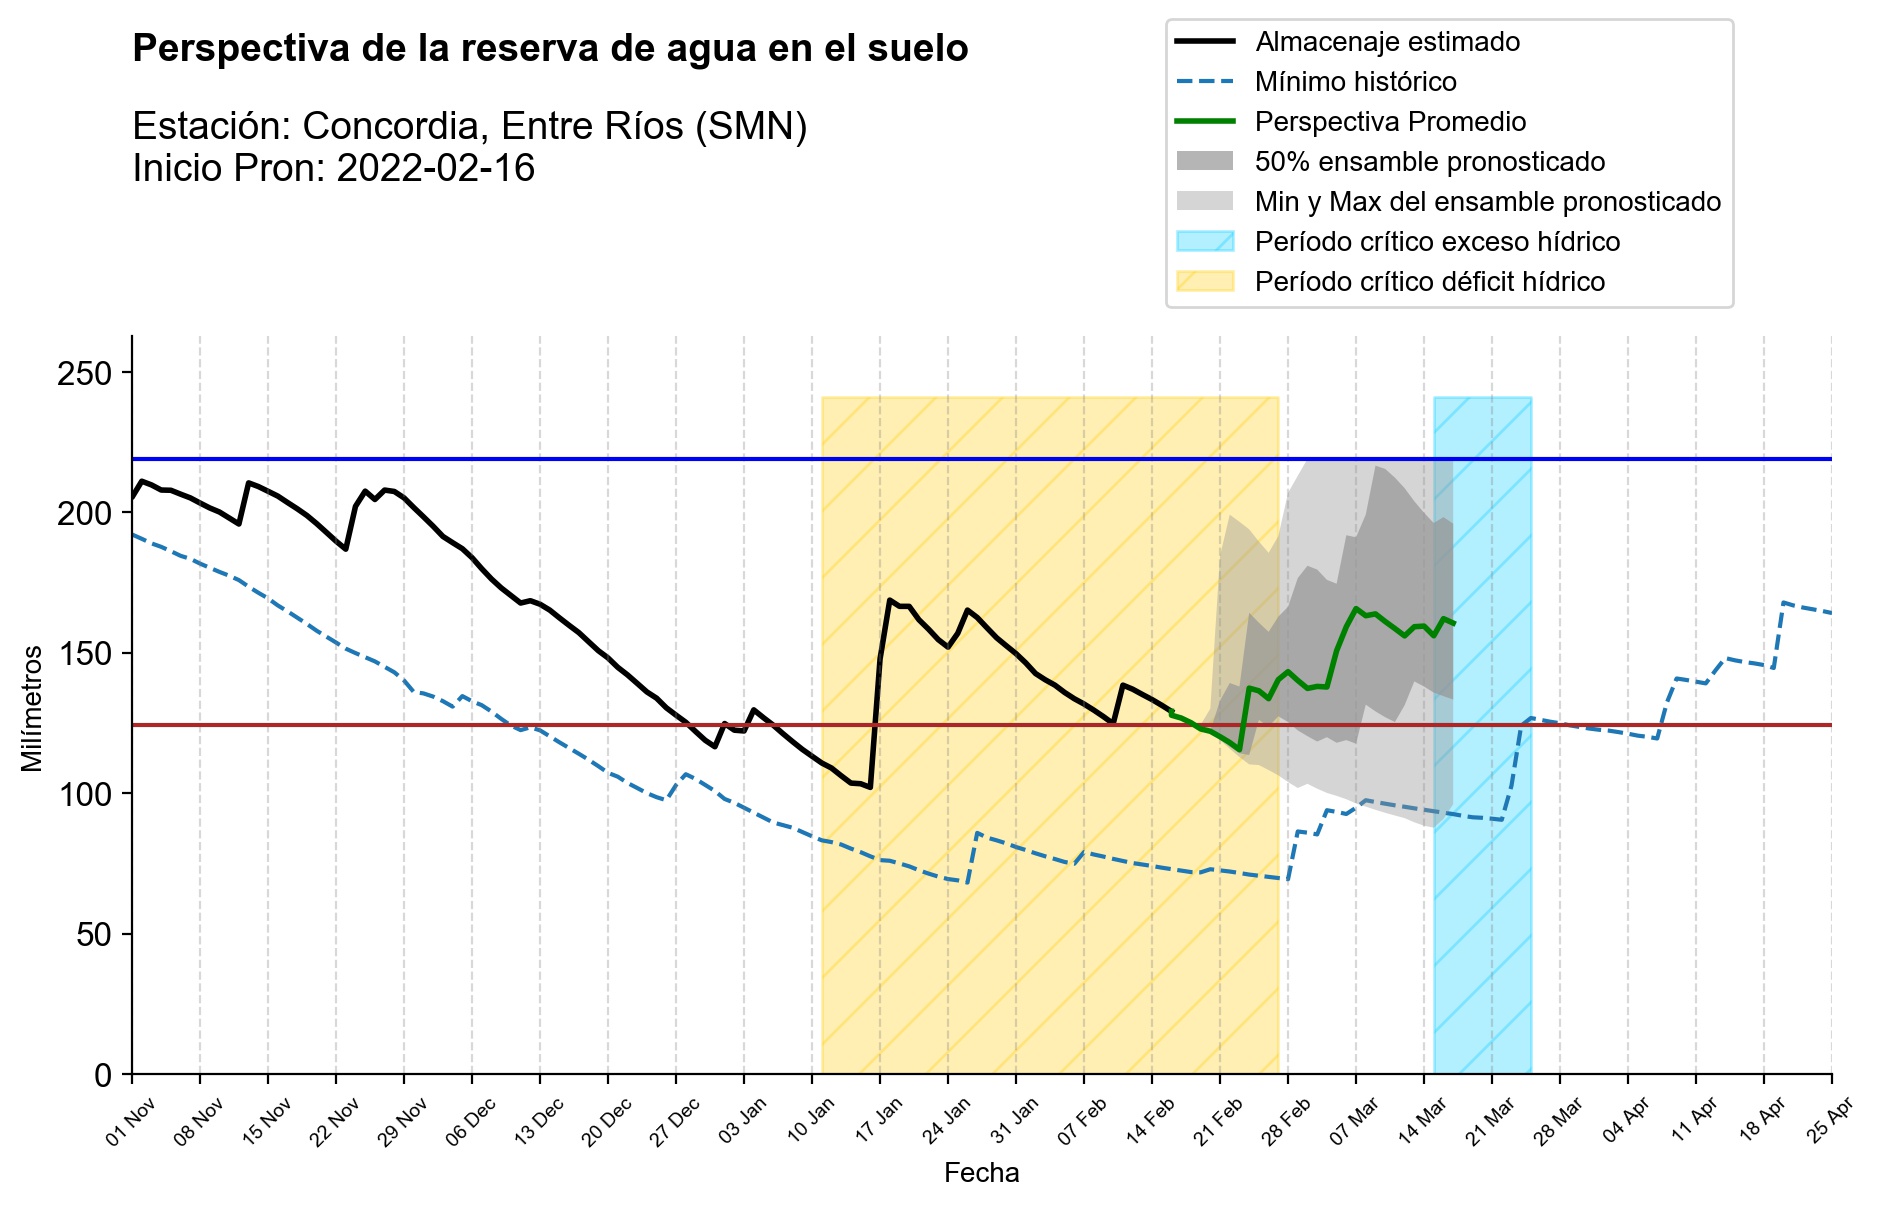 Perspectiva de la reserva de agua en el suelo
Estación: Concordia, Entre Ríos (SMN)
Inicio Pron: 2022-02-16
Almacenaje estimado
Mínimo histórico
Perspectiva Promedio
50% ensamble pronosticado
Min y Max del ensamble pronosticado
Período crítico exceso hídrico
Período crítico déficit hídrico
Milímetros
250
200
150
100
50
0
01 Nov
08 Nov
15 Nov
22 Nov
29 Nov
06 Dec
13 Dec
20 Dec
27 Dec
03 Jan
10 Jan
17 Jan
24 Jan
31 Jan
07 Feb
14 Feb
21 Feb
28 Feb
07 Mar
14 Mar
21 Mar
28 Mar
04 Apr
11 Apr
18 Apr
25 Apr
Fecha